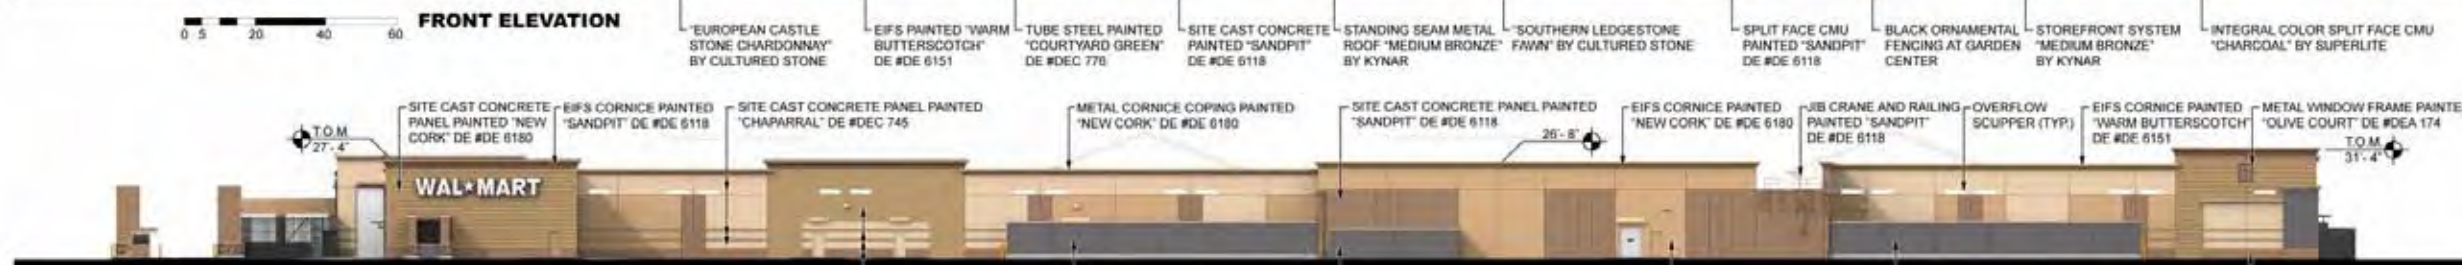 0 5 20 40 60
FRONT ELEVATION
"EUROPEAN CASTLE
STONE CHARDONNAY"
BY CULTURED STONE
EIFS PAINTED "WARM
BUTTERSCOTCH"
DE #DE 6151
TUBE STEEL PAINTED
"COURTYARD GREEN"
DE #DEC 776
SITE CAST CONCRETE
PAINTED "SANDPIT"
DE #DE 6118
STANDING SEAM METAL
ROOF "MEDIUM BRONZE"
BY KYNAR
"SOUTHERN LEDGESTONE
FAWN" BY CULTURED STONE
SPLIT FACE CMU
PAINTED "SANDPIT"
DE #DE 6118
BLACK ORNAMENTAL
FENCING AT GARDEN
CENTER
STOREFRONT SYSTEM
"MEDIUM BRONZE"
BY KYNAR
INTEGRAL COLOR SPLIT FACE CMU
"CHARCOAL" BY SUPERLITE
T.O.M.
27'- 4"
SITE CAST CONCRETE
PANEL PAINTED "NEW
CORK" DE #DE 6180
EIFS CORNICE PAINTED
"SANDPIT" DE #DE 6118
SITE CAST CONCRETE PANEL PAINTED
"CHAPARRAL" DE #DEC 745
METAL CORNICE COPING PAINTED
"NEW CORK" DE #DE 6180
SITE CAST CONCRETE PANEL PAINTED
"SANDPIT" DE #DE 6118
26'- 8"
EIFS CORNICE PAINTED
"NEW CORK" DE #DE 6180
JIB CRANE AND RAILING
PAINTED "SANDPIT"
DE #DE 6118
OVERFLOW
SCUPPER (TYP.)
EIFS CORNICE PAINTED
"WARM BUTTERSCOTCH"
DE #DE 6151
METAL WINDOW FRAME PAINTE
"OLIVE COURT" DE #DEA 174
T.O.M.
31'- 4"
WAL★MART